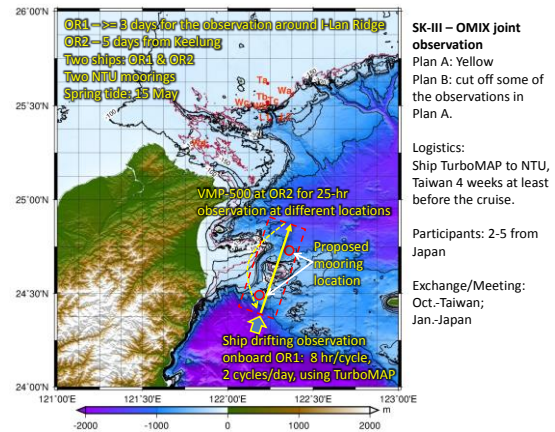 26°00'N
25°30'N
25°00'N
24°30'N
24°00'N
121°00'E
121°30'E
122°00'E
122°30'E
123°00'E
OR1 – >= 3 days for the observation around I-Lan Ridge
OR2 – 5 days from Keelung
Two ships: OR1 & OR2
Two NTU moorings
Spring tide: 15 May
VMP-500 at OR2 for 25-hr
observation at different locations
Proposed
mooring
location
Ship drifting observation
onboard OR1:  8 hr/cycle,
2 cycles/day, using TurboMAP
m
-2000
-1000
0
1000
2000
SK-III – OMIX joint
observation
Plan A: Yellow
Plan B: cut off some of
the observations in
Plan A.
Logistics:
Ship TurboMAP to NTU,
Taiwan 4 weeks at least
before the cruise.
Participants: 2-5 from
Japan
Exchange/Meeting:
Oct.-Taiwan;
Jan.-Japan